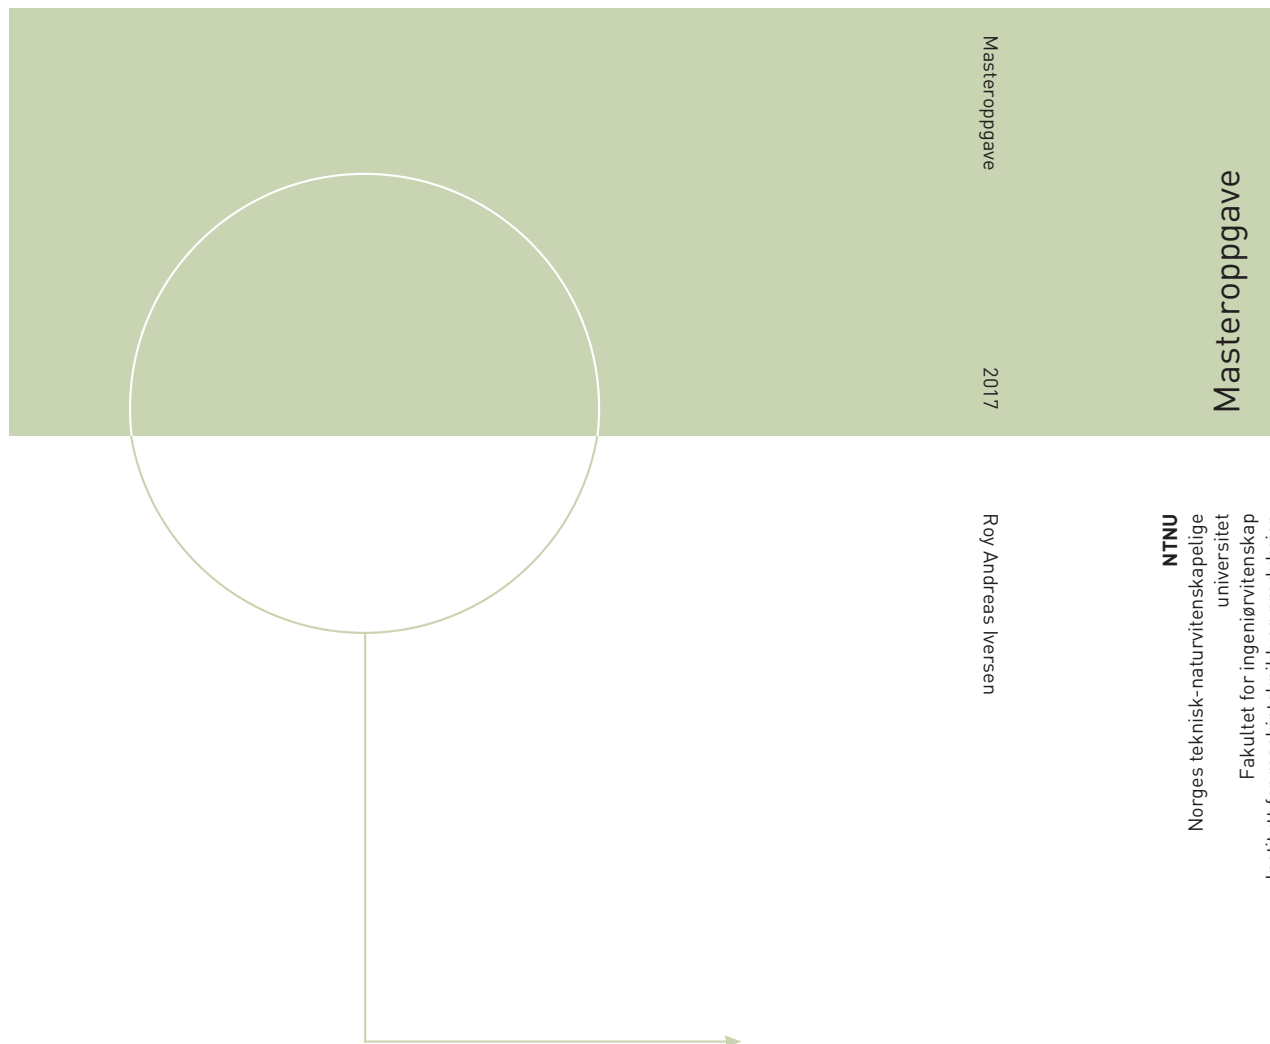 Masteroppgave
2017
Roy Andreas Iversen
Masteroppgave
NTNU
Norges teknisk-naturvitenskapelige
universitet
Fakultet for ingeniørvitenskap